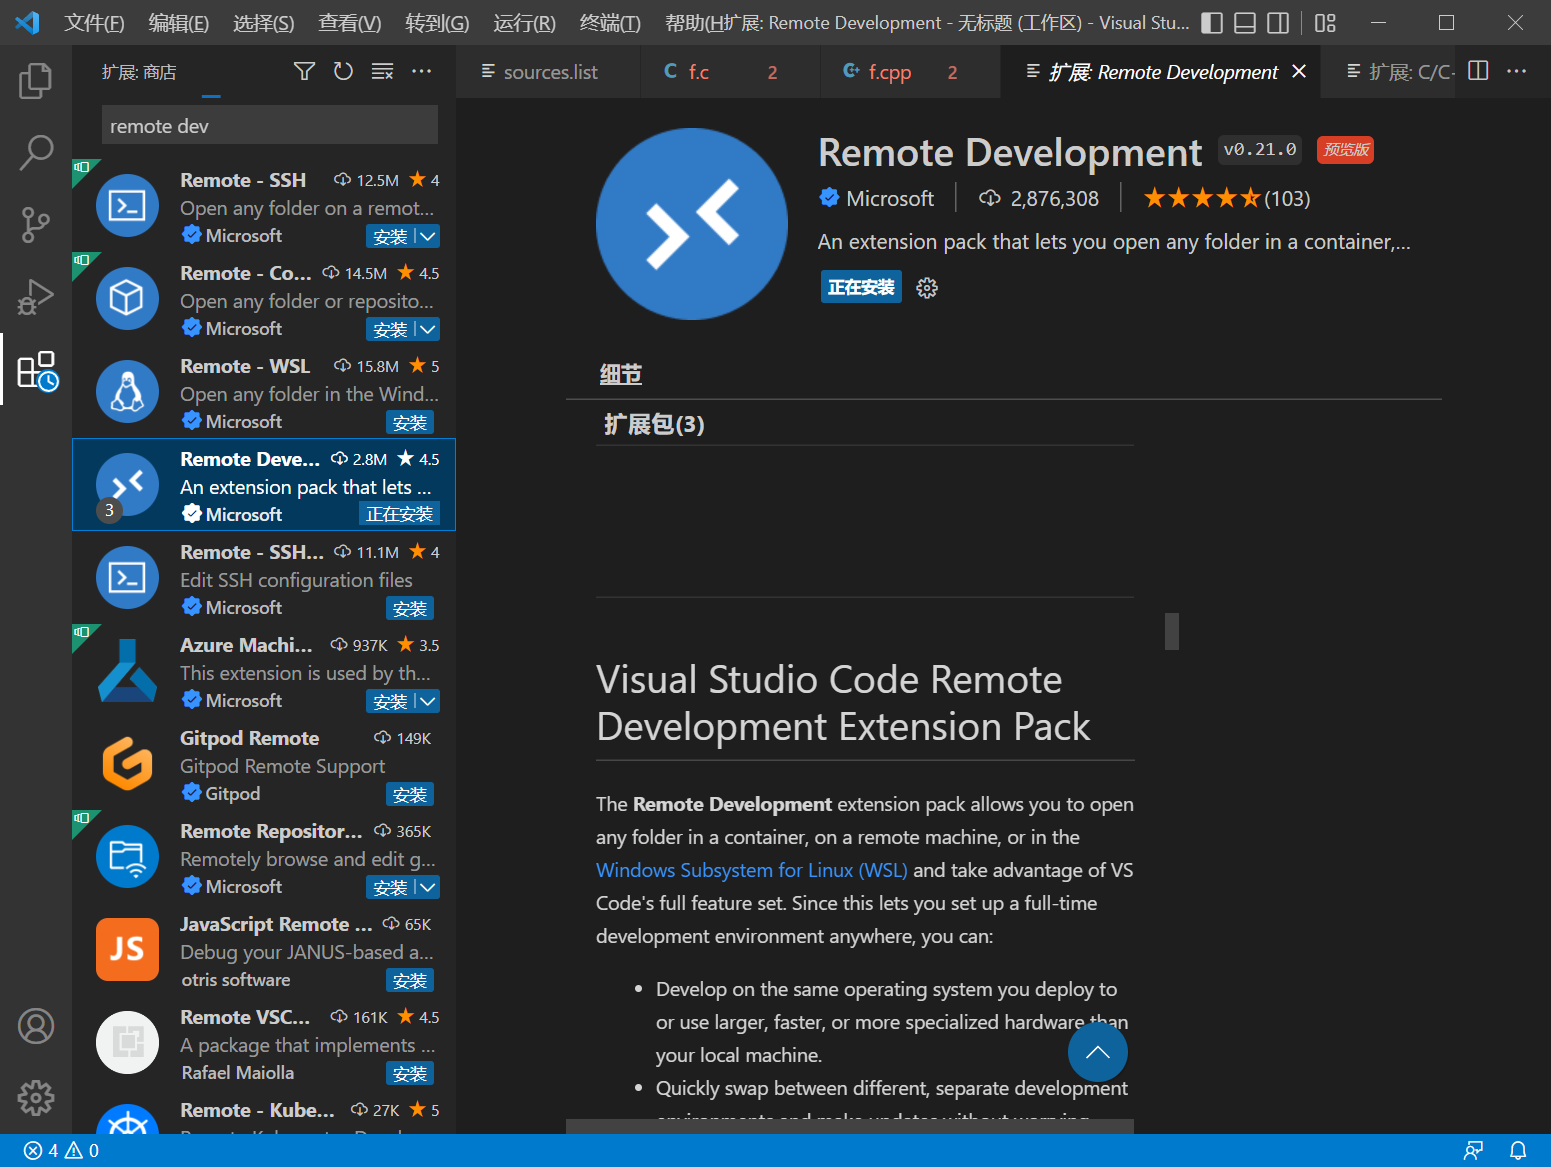 文件(F) 编辑(E) 选择(S) 查看(V) 转到(G) 运行(R) 终端(T) 帮助(H 扩展: Remote Development - 无标题 (工作区) - Visual Stu...
扩展: 商店
sources.list
C f.c 2
f.cpp 2
扩展: Remote Development
扩展: C/C
remote dev
Remote - SSH 12.5M 4
Open any folder on a remot...
Microsoft 安装
Remote - Co... 14.5M 4.5
Open any folder or reposito...
Microsoft 安装
Remote - WSL 15.8M 5
Open any folder in the Wind...
Microsoft 安装
Remote Deve... 2.8M 4.5
An extension pack that lets ...
3
Microsoft 正在安装
Remote - SSH... 11.1M 4
Edit SSH configuration files
Microsoft 安装
Azure Machi... 937K 3.5
This extension is used by th...
Microsoft 安装
Gitpod Remote 149K
Gitpod Remote Support
Gitpod 安装
Remote Repositor... 365K
Remotely browse and edit g...
Microsoft 安装
JS
JavaScript Remote ... 65K
Debug your JANUS-based a...
otris software 安装
Remote VSC... 161K 4.5
A package that implements ...
Rafael Maiolla 安装
Remote - Kube... 27K 5
Remote Development v0.21.0 预览版
Microsoft 2,876,308 (103)
An extension pack that lets you open any folder in a container,...
正在安装
细节
扩展包(3)
Visual Studio Code Remote
Development Extension Pack
The Remote Development extension pack allows you to open
any folder in a container, on a remote machine, or in the
Windows Subsystem for Linux (WSL) and take advantage of VS
Code's full feature set. Since this lets you set up a full-time
development environment anywhere, you can:
• Develop on the same operating system you deploy to
or use larger, faster, or more specialized hardware than
your local machine.
• Quickly swap between different, separate development
environments and make updates without worrying
4 0